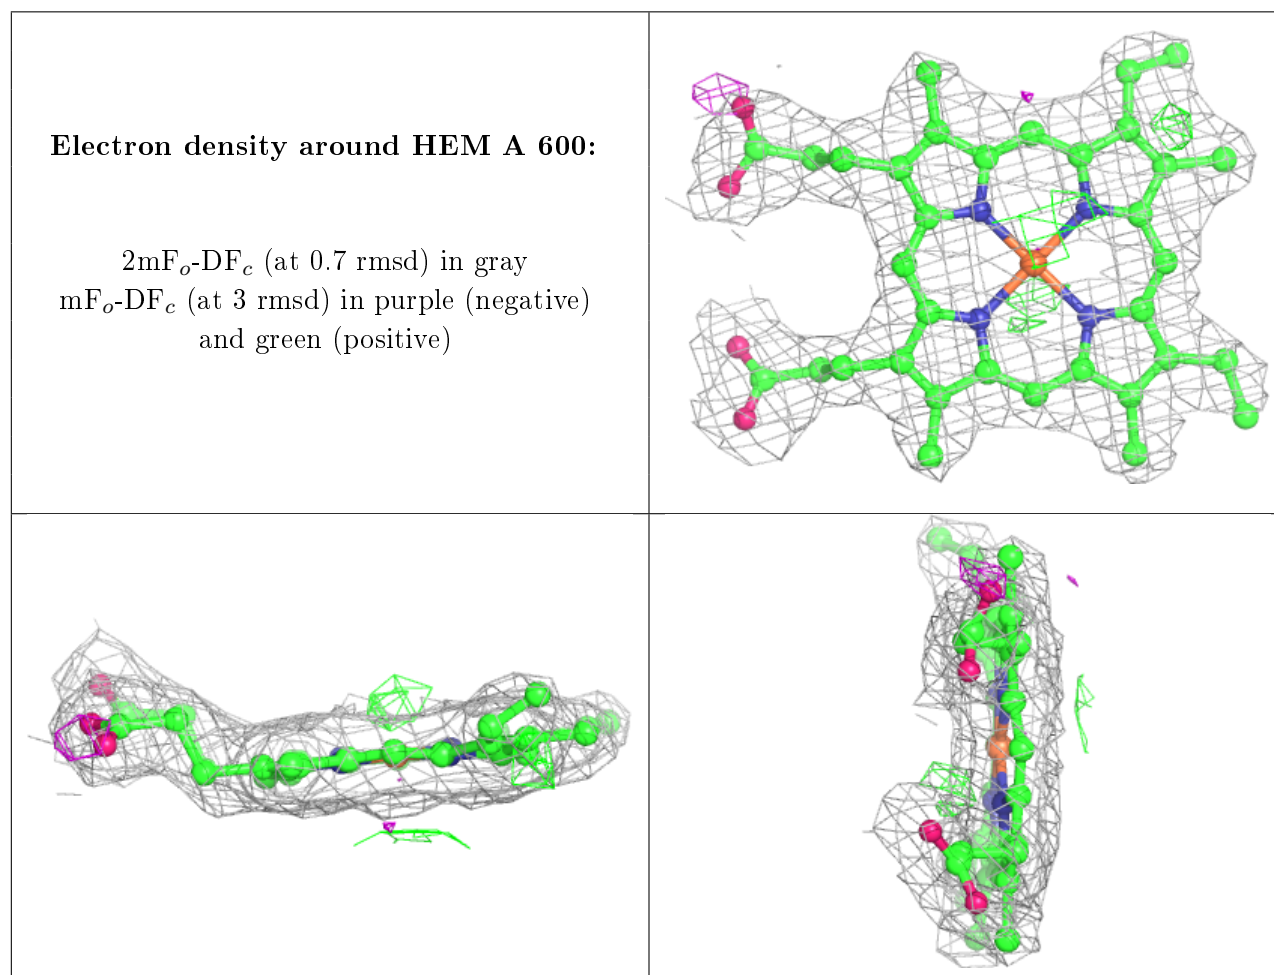 Electron density around HEM A 600:
2mFₒ-DF𝒸 (at 0.7 rmsd) in gray
mFₒ-DF𝒸 (at 3 rmsd) in purple (negative)
and green (positive)